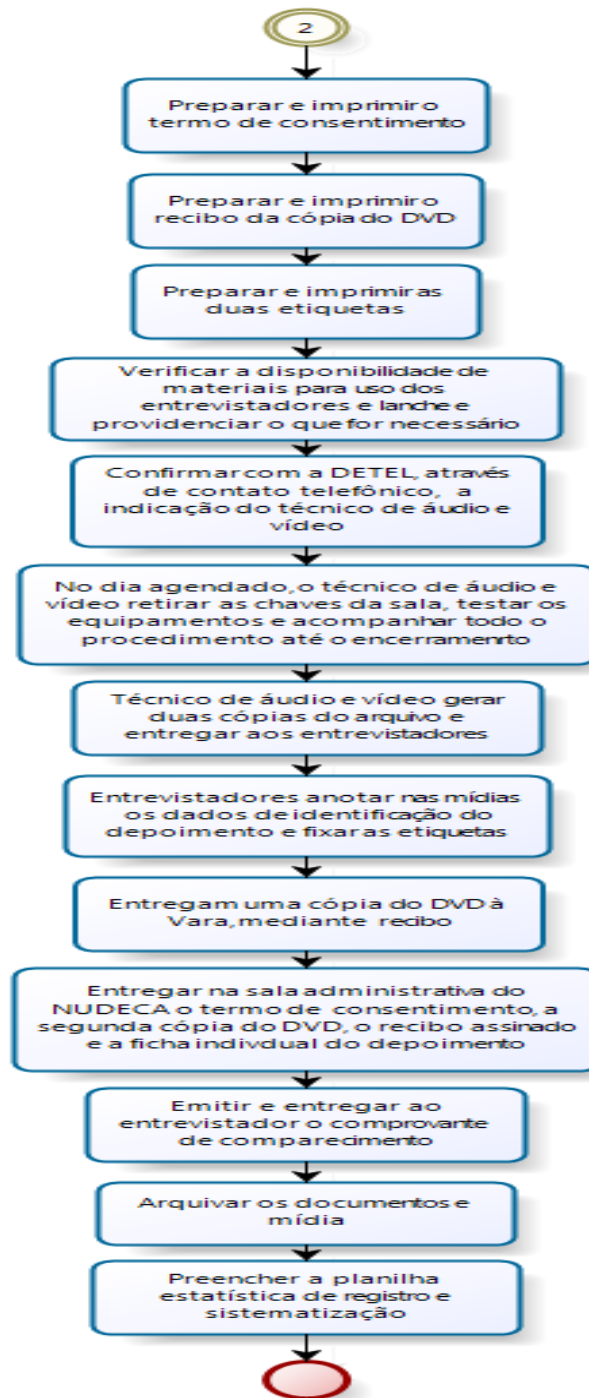 2
Preparar e imprimir o
termo de consentimento
Preparar e imprimir o
recibo da cópia do DVD
Preparar e imprimir as
duas etiquetas
Verificar a disponibilidade de
materiais para uso dos
entrevistadores e lanche e
providenciar o que for necessário
Confirmar com a DETEL, através
de contato telefônico, a
indicação do técnico de áudio e
vídeo
No dia agendado, o técnico de áudio e
vídeo retirar as chaves da sala, testar os
equipamentos e acompanhar todo o
procedimento até o encerramenrto
Técnico de áudio e vídeo gerar
duas cópias do arquivo e
entregar aos entrevistadores
Entrevistadores anotar nas mídias
os dados de identificação do
depoimento e fixar as etiquetas
Entregam uma cópia do DVD à
Vara, mediante recibo
Entregar na sala administrativa do
NUDECA o termo de consentimento, a
segunda cópia do DVD, o recibo assinado
e a ficha indivdual do depoimento
Emitir e entregar ao
entrevistador o comprovante
de comparecimento
Arquivar os documentos e
mídia
Preencher a planilha
estatística de registro e
sistematização